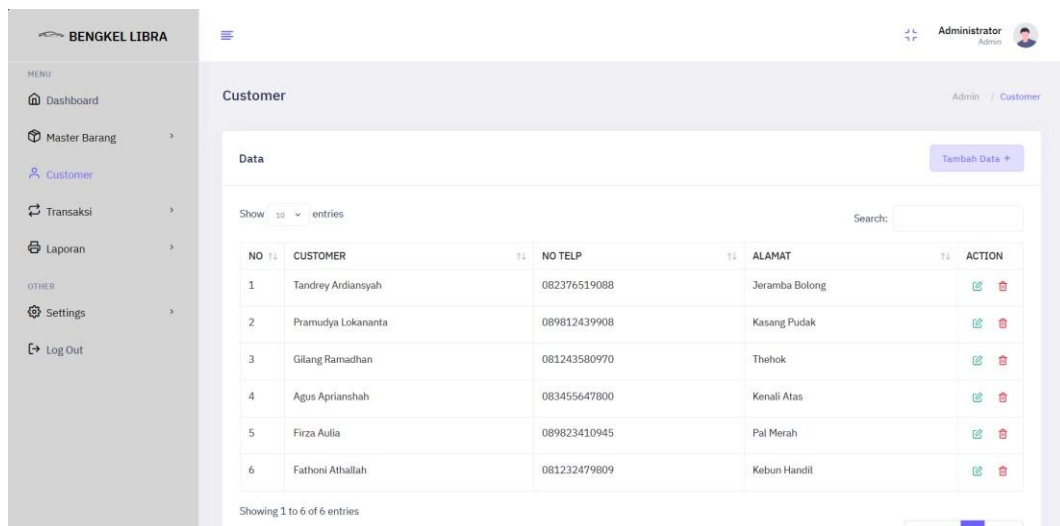 BENGKEL LIBRA
Administrator
Admin
MENU
Dashboard
Master Barang
Customer
Transaksi
Laporan
OTHER
Settings
Log Out
Customer
Admin / Customer
Data
Tambah Data +
Show 10 entries
Search:
NO CUSTOMER NO TELP ALAMAT ACTION
1 Tandrey Ardiansyah 082376519088 Jeramba Bolong
2 Pramudya Lokananta 089812439908 Kasang Pudak
3 Gilang Ramadhan 081243580970 Thehok
4 Agus Aprianshah 083455647800 Kenali Atas
5 Firza Aulia 089823410945 Pal Merah
6 Fathoni Athallah 081232479809 Kebun Handil
Showing 1 to 6 of 6 entries